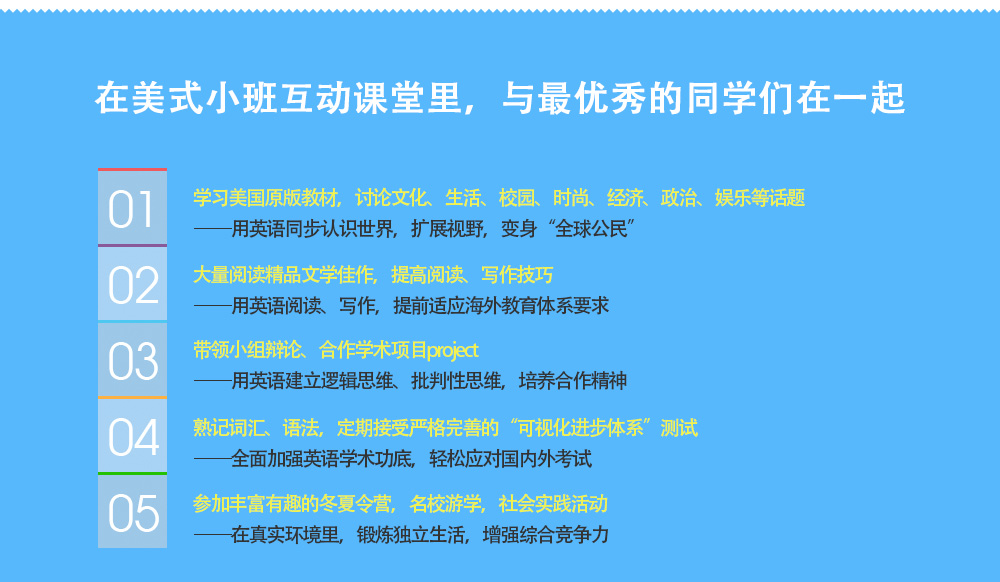 在美式小班互动课堂里，与最优秀的同学们在一起
01
学习美国原版教材，讨论文化、生活、校园、时尚、经济、政治、娱乐等话题
——用英语同步认识世界，扩展视野，变身“全球公民”
02
大量阅读精品文学佳作，提高阅读、写作技巧
——用英语阅读、写作，提前适应海外教育体系要求
03
带领小组辩论、合作学术项目project
——用英语建立逻辑思维、批判性思维，培养合作精神
04
熟记词汇、语法，定期接受严格完善的“可视化进步体系”测试
——全面加强英语学术功底，轻松应对国内外考试
05
参加丰富有趣的冬夏令营，名校游学，社会实践活动
——在真实环境里，锻炼独立生活，增强综合竞争力